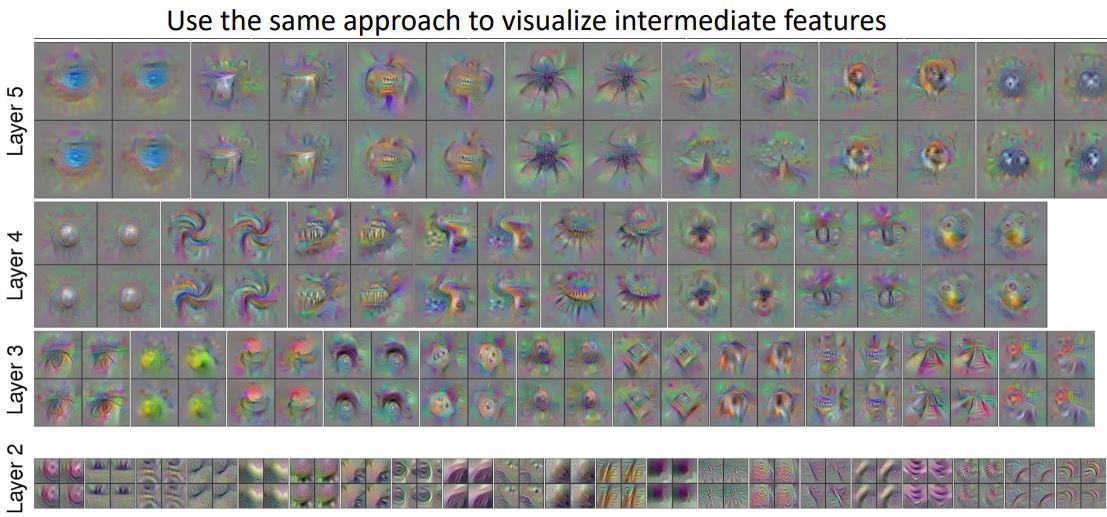 Use the same approach to visualize intermediate features
Layer 5
Layer 4
Layer 3
Layer 2